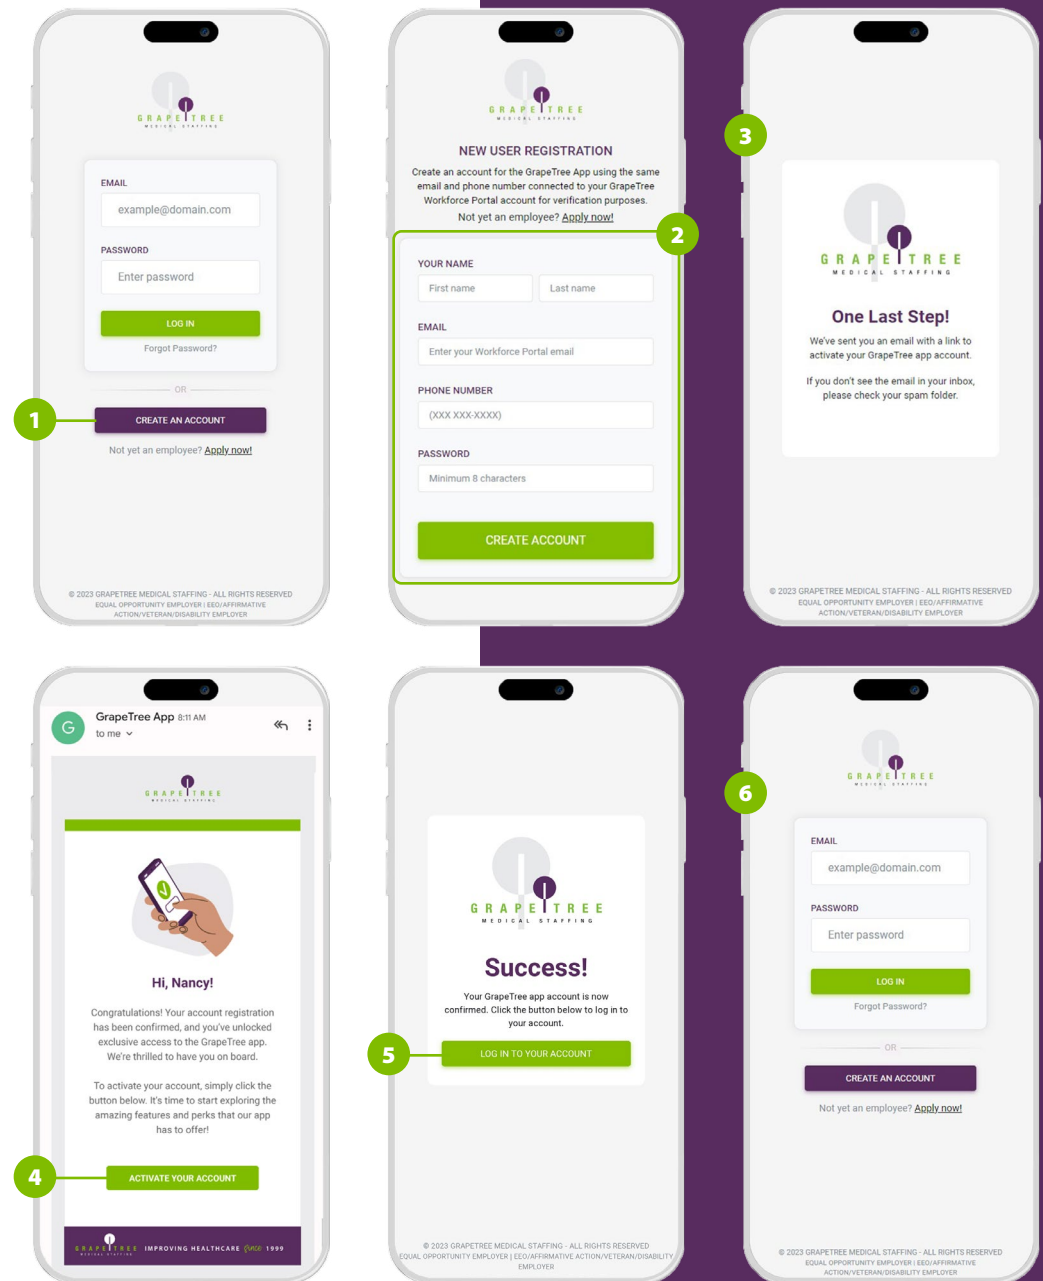 GRAPETREE
MEDICAL STAFFING
EMAIL
example@domain.com
PASSWORD
Enter password
LOG IN
Forgot Password?
OR
1
CREATE AN ACCOUNT
Not yet an employee? Apply now!
© 2023 GRAPETREE MEDICAL STAFFING - ALL RIGHTS RESERVED
EQUAL OPPORTUNITY EMPLOYER | EEO/AFFIRMATIVE
ACTION/VETERAN/DISABILITY EMPLOYER
GRAPETREE
MEDICAL STAFFING
NEW USER REGISTRATION
Create an account for the GrapeTree App using the same
email and phone number connected to your GrapeTree
Workforce Portal account for verification purposes.
Not yet an employee? Apply now!
2
YOUR NAME
First name Last name
EMAIL
Enter your Workforce Portal email
PHONE NUMBER
(XXX XXX-XXXX)
PASSWORD
Minimum 8 characters
CREATE ACCOUNT
3
GRAPETREE
MEDICAL STAFFING
One Last Step!
We've sent you an email with a link to
activate your GrapeTree app account.
If you don't see the email in your inbox,
please check your spam folder.
© 2023 GRAPETREE MEDICAL STAFFING - ALL RIGHTS RESERVED
EQUAL OPPORTUNITY EMPLOYER | EEO/AFFIRMATIVE
ACTION/VETERAN/DISABILITY EMPLOYER
G
GrapeTree App 8:11 AM
to me
GRAPETREE
MEDICAL STAFFING
Hi, Nancy!
Congratulations! Your account registration
has been confirmed, and you've unlocked
exclusive access to the GrapeTree app.
We're thrilled to have you on board.
To activate your account, simply click the
button below. It's time to start exploring the
amazing features and perks that our app
has to offer!
4
ACTIVATE YOUR ACCOUNT
GRAPETREE
MEDICAL STAFFING
IMPROVING HEALTHCARE Since 1999
GRAPETREE
MEDICAL STAFFING
Success!
Your GrapeTree app account is now
confirmed. Click the button below to log in to
your account.
5
LOG IN TO YOUR ACCOUNT
© 2023 GRAPETREE MEDICAL STAFFING - ALL RIGHTS RESERVED
EQUAL OPPORTUNITY EMPLOYER | EEO/AFFIRMATIVE ACTION/VETERAN/DISABILITY
EMPLOYER
GRAPETREE
MEDICAL STAFFING
6
EMAIL
example@domain.com
PASSWORD
Enter password
LOG IN
Forgot Password?
OR
CREATE AN ACCOUNT
Not yet an employee? Apply now!
© 2023 GRAPETREE MEDICAL STAFFING - ALL RIGHTS RESERVED
EQUAL OPPORTUNITY EMPLOYER | EEO/AFFIRMATIVE
ACTION/VETERAN/DISABILITY EMPLOYER